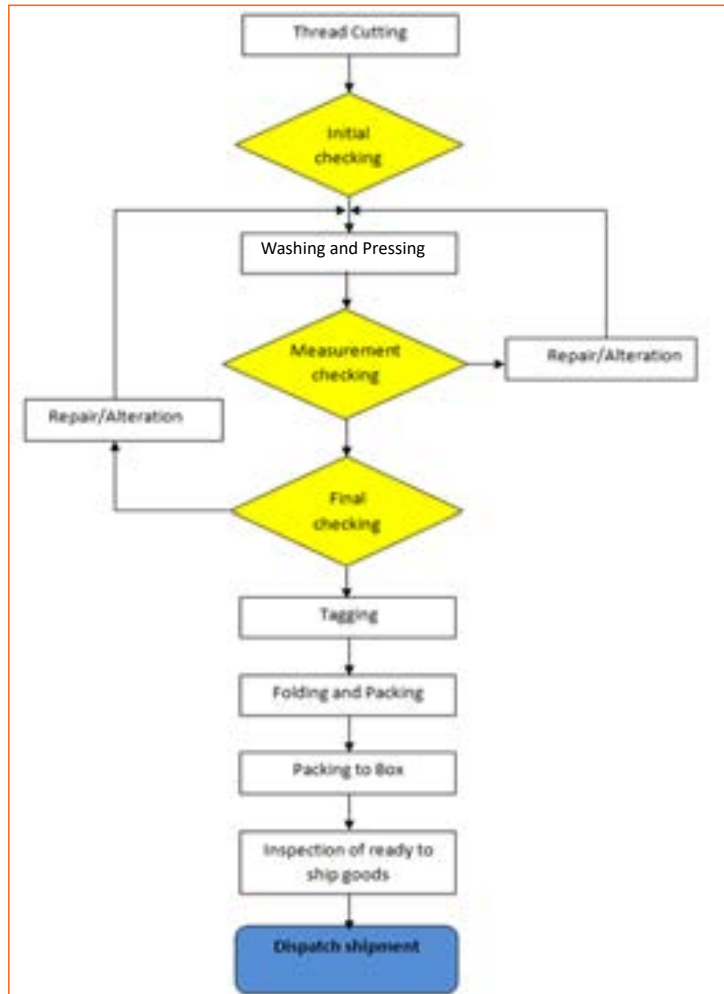 Thread Cutting
Initial
checking
Washing and Pressing
Measurement
checking
Repair/Alteration
Repair/Alteration
Final
checking
Tagging
Folding and Packing
Packing to Box
Inspection of ready to
ship goods
Dispatch shipment